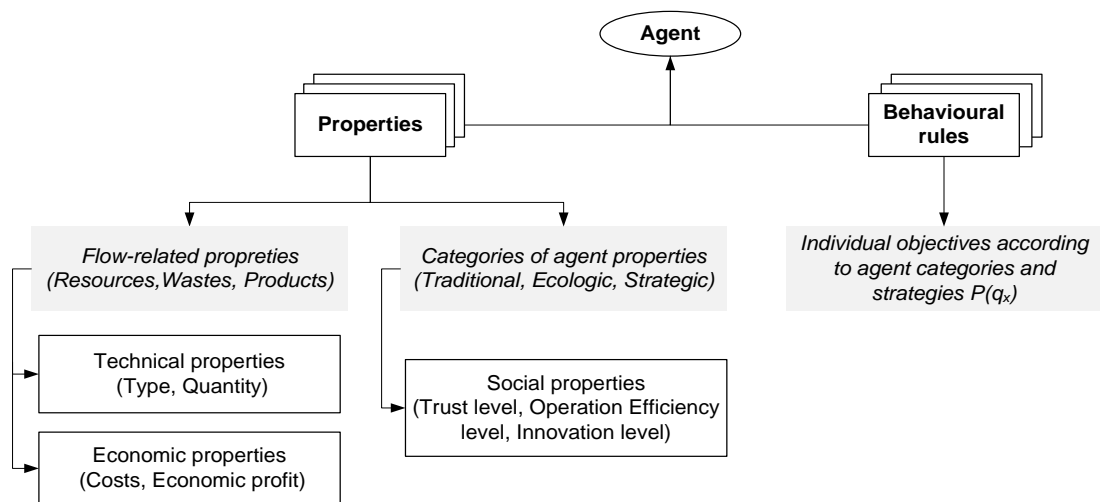 Agent
Properties
Behavioural
rules
Flow-related propreties
(Resources,Wastes, Products)
Categories of agent properties
(Traditional, Ecologic, Strategic)
Individual objectives according
to agent categories and
strategies P(qₓ)
Technical properties
(Type, Quantity)
Social properties
(Trust level, Operation Efficiency
level, Innovation level)
Economic properties
(Costs, Economic profit)